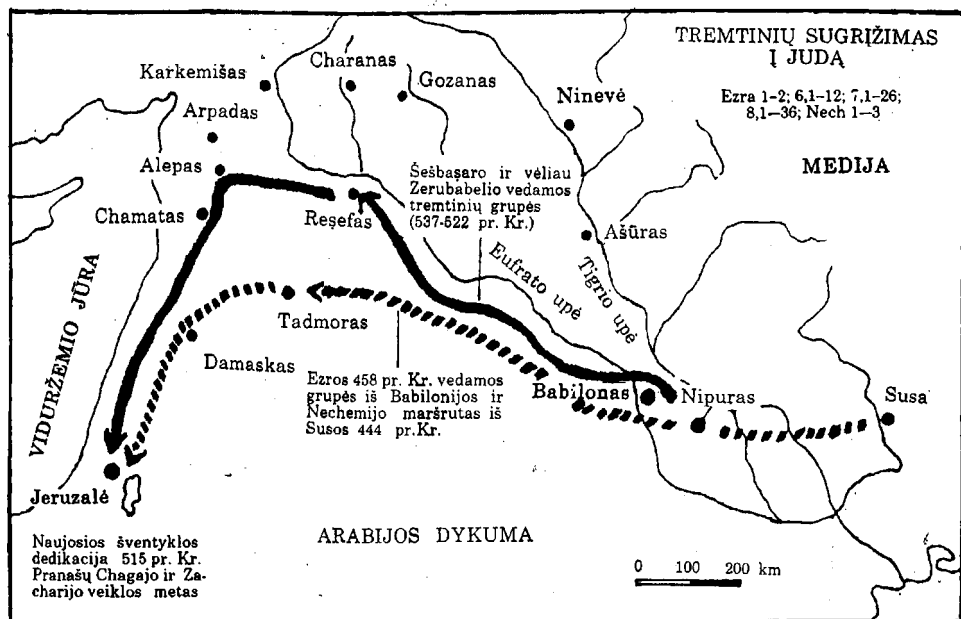 TREMTINIŲ SUGRĮŽIMAS
Į JUDĄ
Ezra 1–2; 6,1–12; 7,1–26;
8,1–36; Nech 1–3
Karkemišas
Charanas
Gozanas
Ninevė
Arpadas
MEDIJA
Alepas
Šešbaşaro ir vėliau
Zerubabelio vedamos
tremtinių grupės
(537-522 pr. Kr.)
Chamatas
Reşefas
Ašūras
Eufrato upė
Tigrio upė
VIDURŽEMIO JŪRA
Tadmoras
Damaskas
Ezros 458 pr. Kr. vedamos
grupės iš Babilonijos ir
Nechemijo maršrutas iš
Susos 444 pr.Kr.
Babilonas
Nipuras
Susa
Jeruzalė
ARABIJOS DYKUMA
Naujosios šventyklos
dedikacija 515 pr. Kr.
Pranašų Chagajo ir Za-
charijo veiklos metas
0 100 200 km